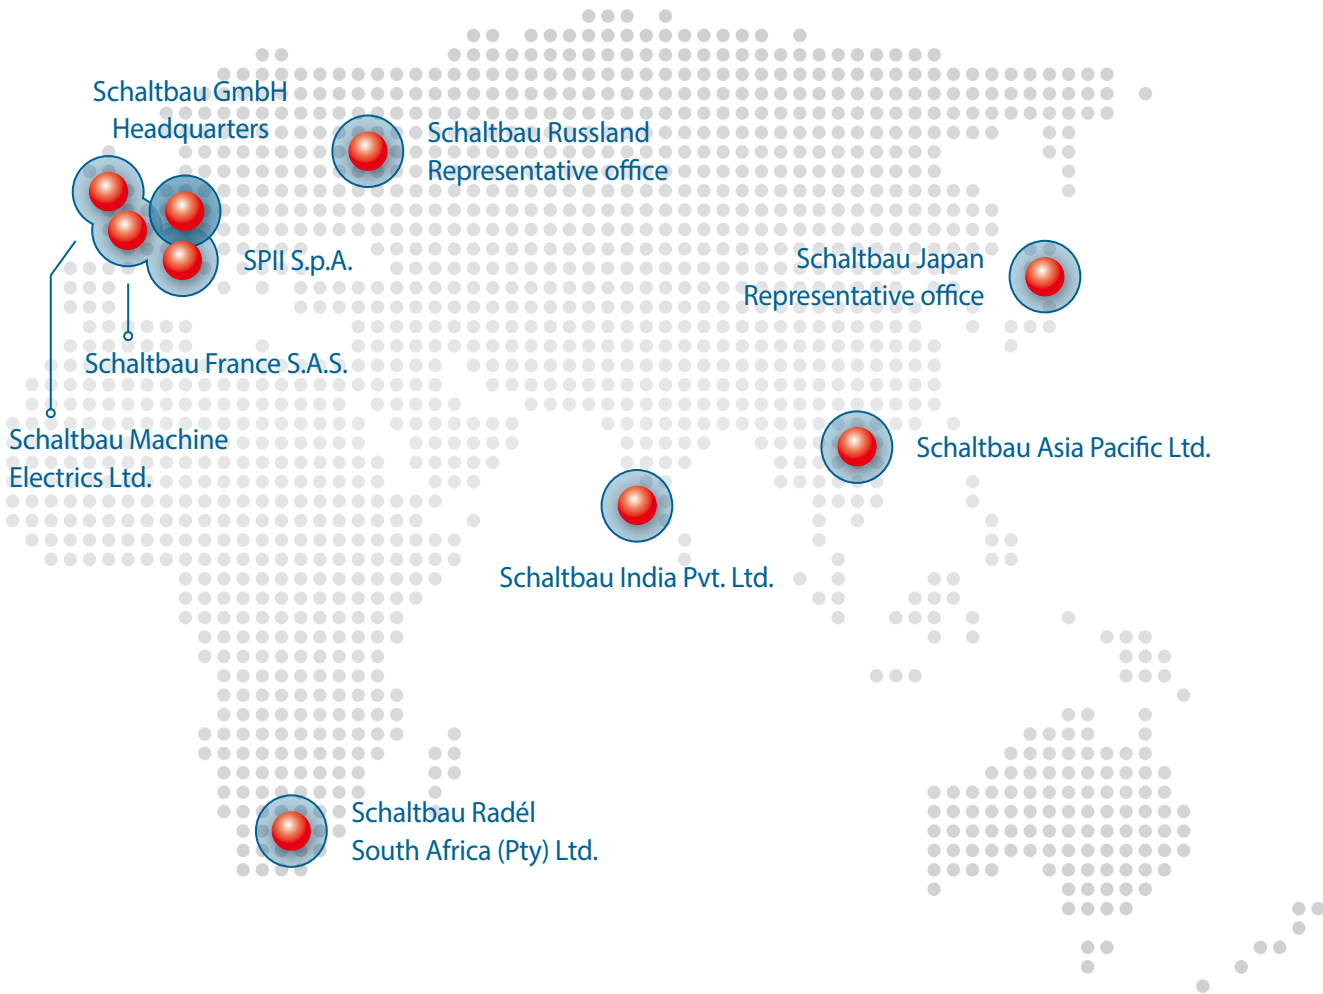 Schaltbau GmbH
Headquarters
Schaltbau Russland
Representative office
SPII S.p.A.
Schaltbau Japan
Representative office
Schaltbau France S.A.S.
Schaltbau Machine
Electrics Ltd.
Schaltbau Asia Pacific Ltd.
Schaltbau India Pvt. Ltd.
Schaltbau Radél
South Africa (Pty) Ltd.